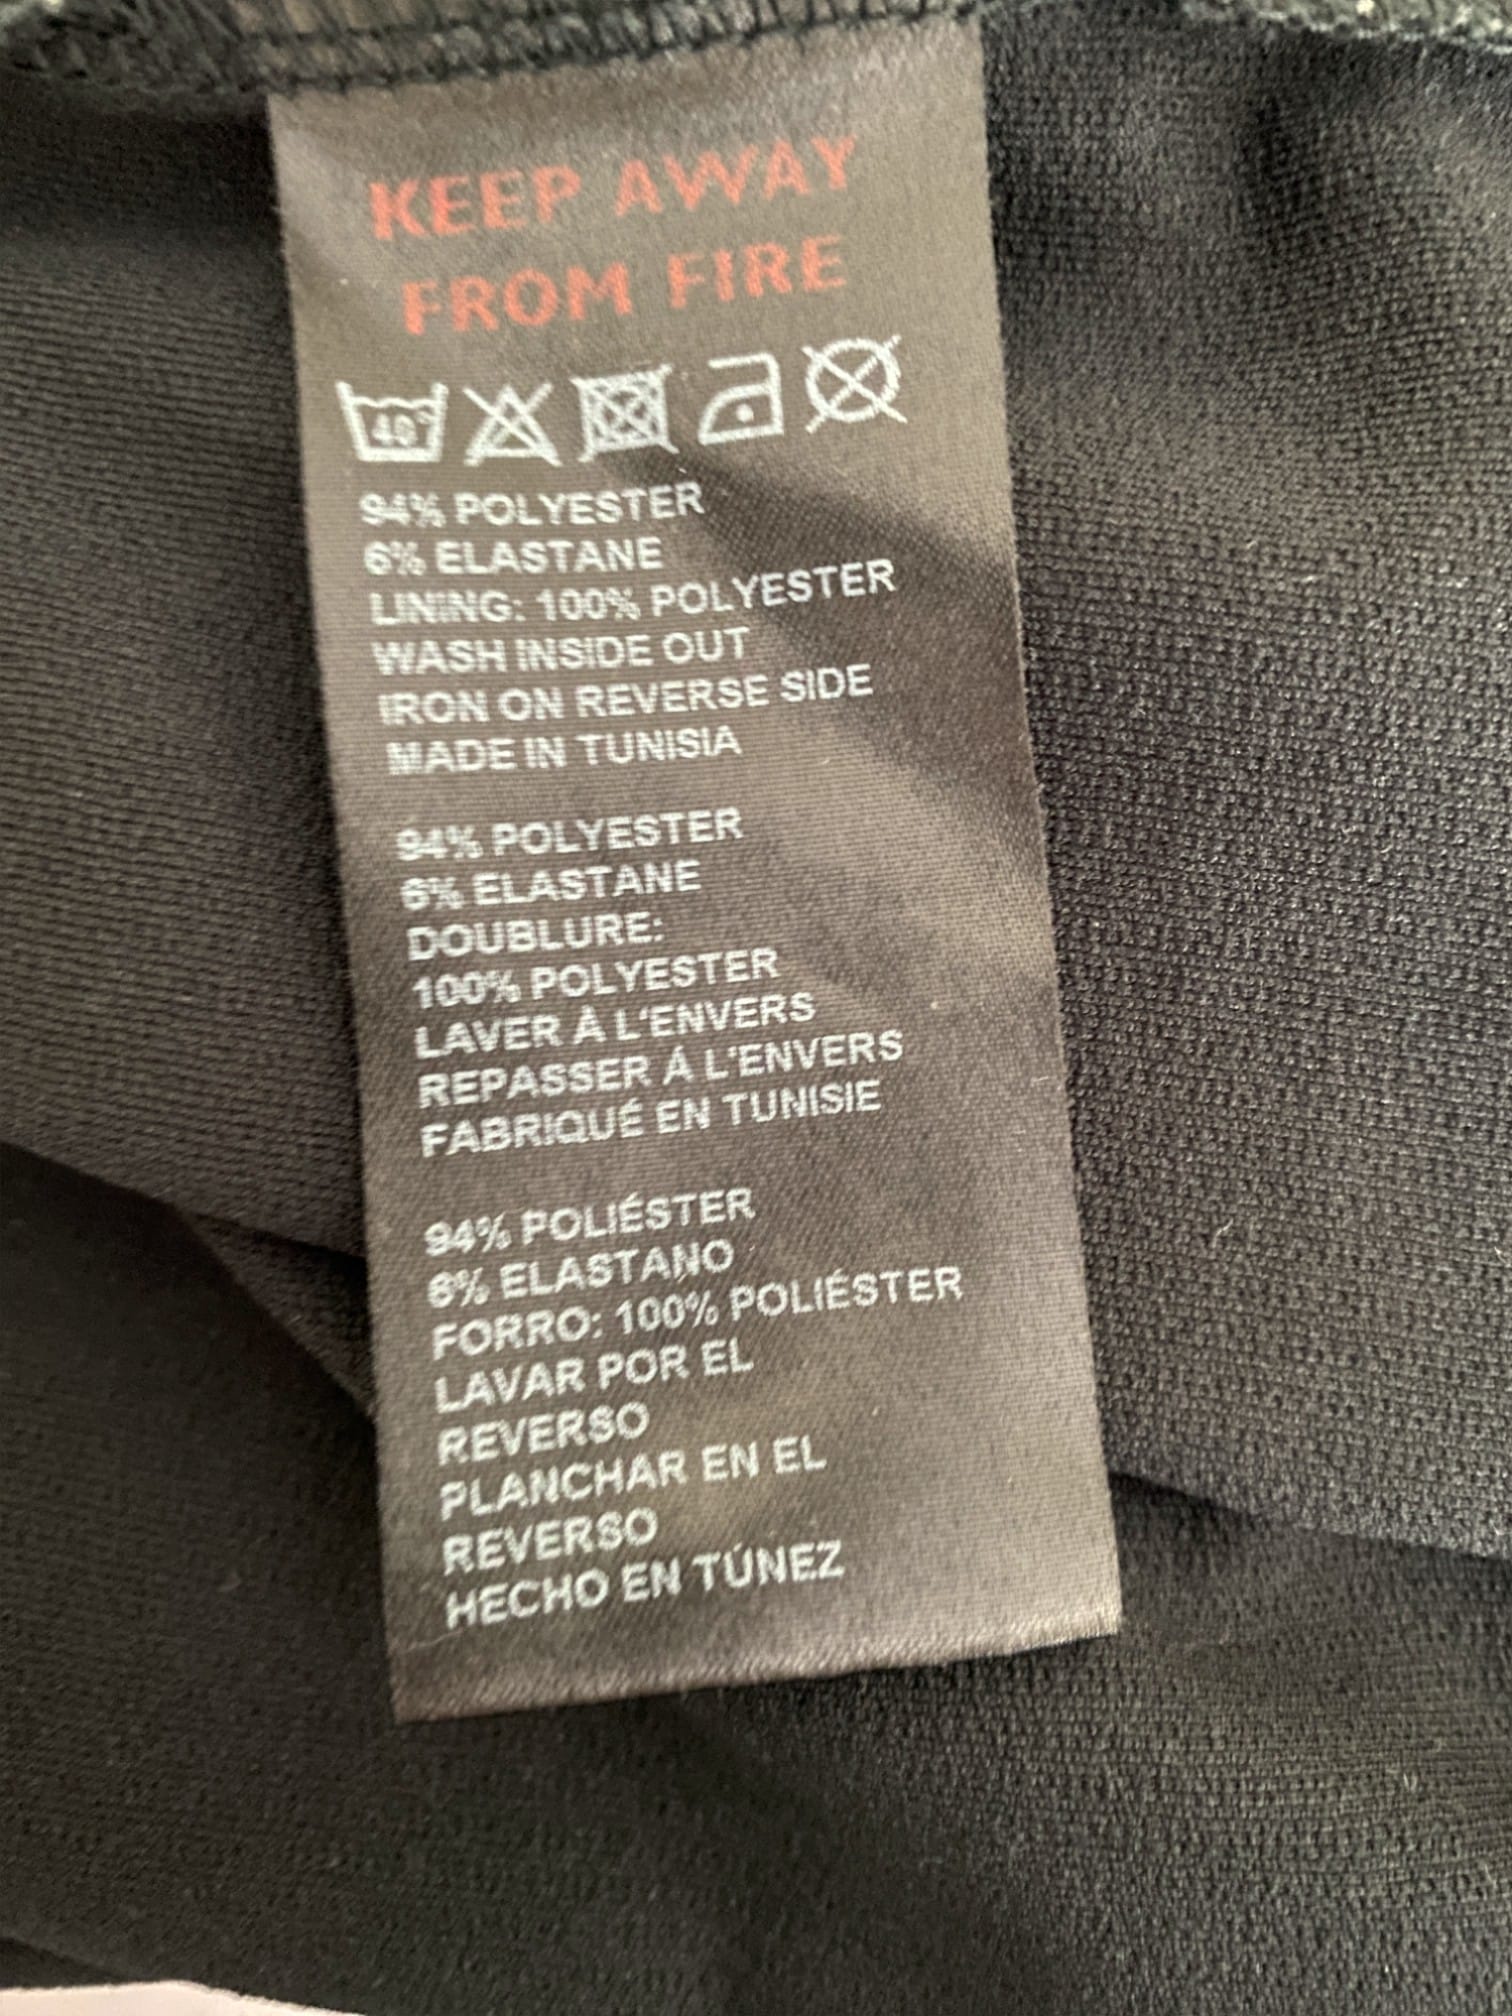 KEEP AWAY
FROM FIRE
40°
94% POLYESTER
6% ELASTANE
LINING: 100% POLYESTER
WASH INSIDE OUT
IRON ON REVERSE SIDE
MADE IN TUNISIA
94% POLYESTER
6% ELASTANE
DOUBLURE:
100% POLYESTER
LAVER À L'ENVERS
REPASSER Á L'ENVERS
FABRIQUÉ EN TUNISIE
94% POLIÉSTER
6% ELASTANO
FORRO: 100% POLIÉSTER
LAVAR POR EL
REVERSO
PLANCHAR EN EL
REVERSO
HECHO EN TÚNEZ